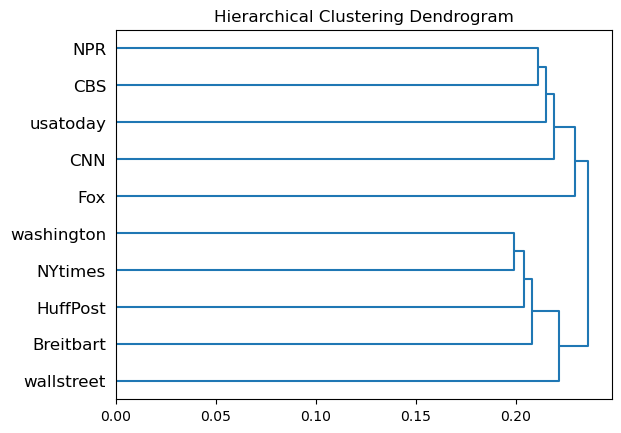 Hierarchical Clustering Dendrogram
NPR
CBS
usatoday
CNN
Fox
washington
NYtimes
HuffPost
Breitbart
wallstreet
0.00 0.05 0.10 0.15 0.20